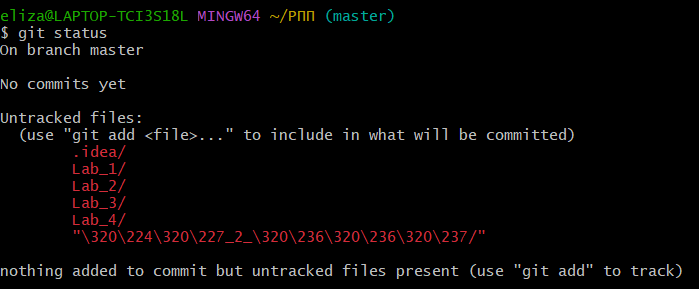 eliza@LAPTOP-TCI3S18L MINGW64 ~/РПП (master)
$ git status
On branch master

No commits yet

Untracked files:
  (use "git add <file>..." to include in what will be committed)
        .idea/
        Lab_1/
        Lab_2/
        Lab_3/
        Lab_4/
        "\320\224\320\227_2_\320\236\320\236\320\237/"

nothing added to commit but untracked files present (use "git add" to track)